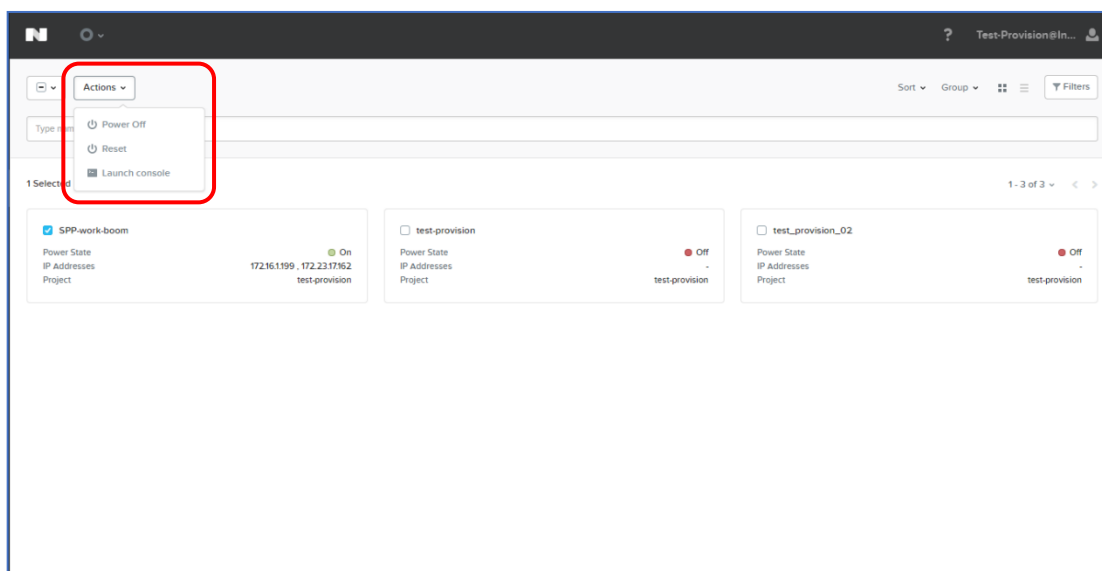 N
? Test-Provision@In...
Actions
Sort Group Filters
Power Off
Type
Reset
Launch console
1 Selected
1 - 3 of 3
SPP-work-boom
Power State On
IP Addresses 172.16.1.199 , 172.23.17.162
Project test-provision
test-provision
Power State Off
IP Addresses -
Project test-provision
test_provision_02
Power State Off
IP Addresses -
Project test-provision